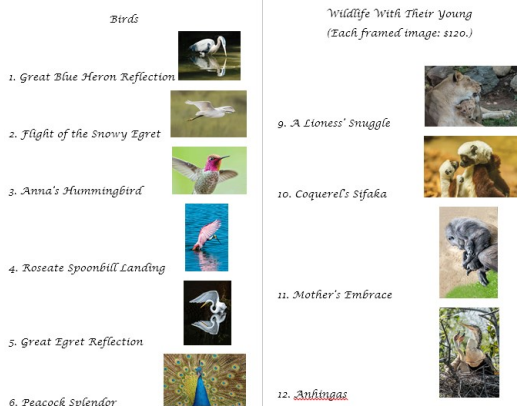 Birds
1. Great Blue Heron Reflection
2. Flight of the Snowy Egret
3. Anna's Hummingbird
4. Roseate Spoonbill Landing
5. Great Egret Reflection
6. Peacock Splendor
Wildlife With Their Young
(Each framed image: $120.)
9. A Lioness' Snuggle
10. Coquerel's Sifaka
11. Mother's Embrace
12. Anhingas